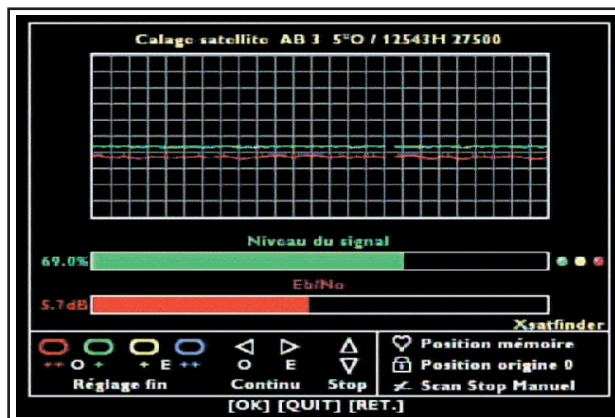 Calage satellite AB 3 5°O / 12543H 27500
Niveau du signal
69.0%
Eb/No
5.7dB
Xsatfinder
++ O + + E ++ O E
Réglage fin Continu Stop
Position mémoire
Position origine 0
Scan Stop Manuel
[OK] [QUIT] [RET.]